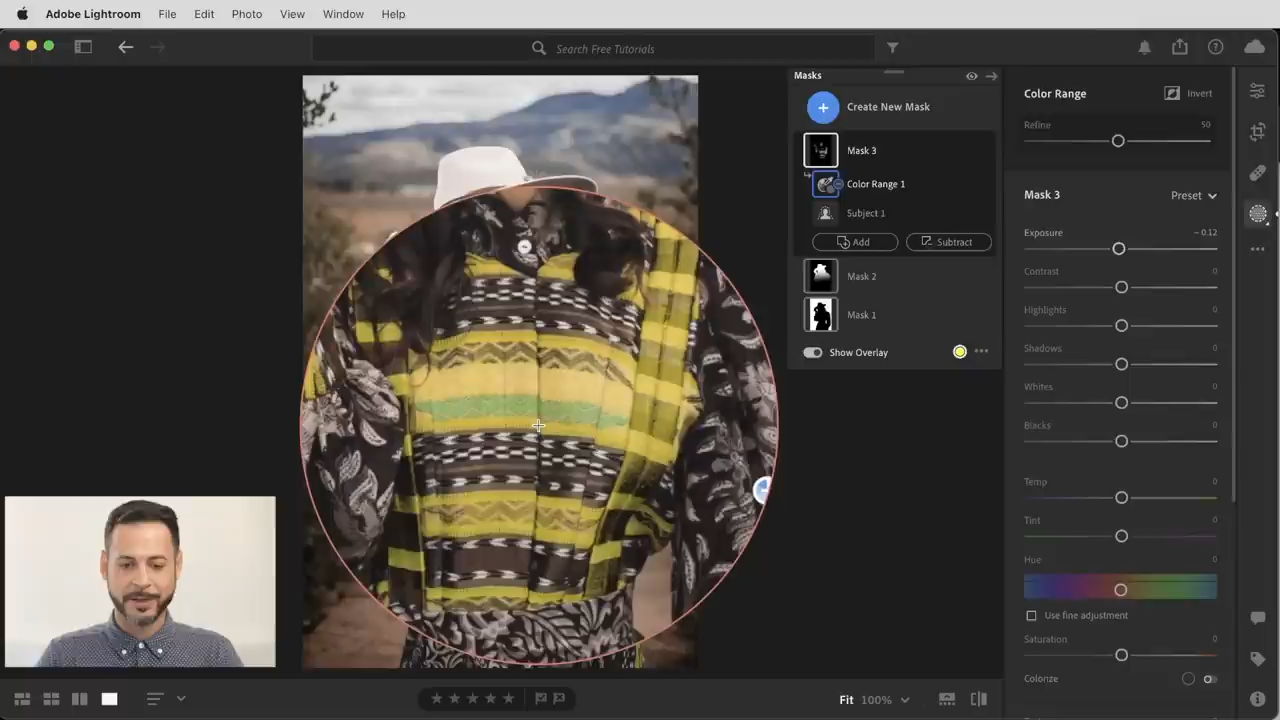 Adobe Lightroom File Edit Photo View Window Help
Search Free Tutorials
Masks
Create New Mask
Mask 3
Color Range 1
Subject 1
Add Subtract
Mask 2
Mask 1
Show Overlay
Color Range Invert
Refine 50
Mask 3 Preset
Exposure − 0.12
Contrast 0
Highlights 0
Shadows 0
Whites 0
Blacks 0
Temp 0
Tint 0
Hue 0
Use fine adjustment
Saturation 0
Colorize
Fit 100%